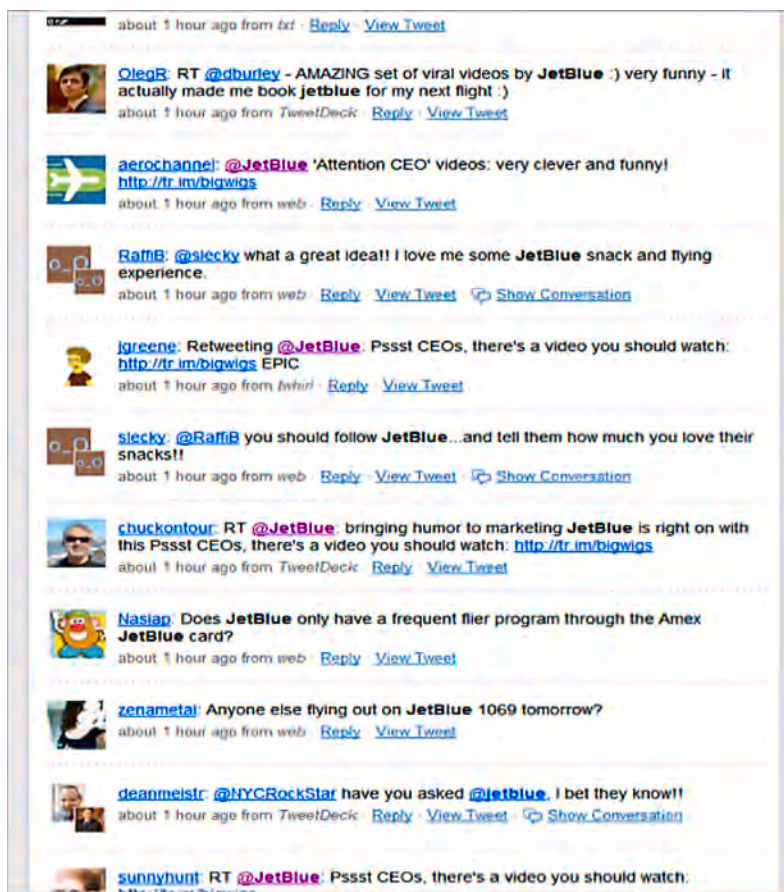 about 1 hour ago from txt · Reply · View Tweet
OlegR: RT @dburley - AMAZING set of viral videos by JetBlue :) very funny - it
actually made me book jetblue for my next flight :)
about 1 hour ago from TweetDeck · Reply · View Tweet
aerochannel: @JetBlue 'Attention CEO' videos: very clever and funny!
http://tr.im/bigwigs
about 1 hour ago from web · Reply · View Tweet
RaffiB: @slecky what a great idea!! I love me some JetBlue snack and flying
experience.
about 1 hour ago from web · Reply · View Tweet · Show Conversation
jgreene: Retweeting @JetBlue: Pssst CEOs, there's a video you should watch:
http://tr.im/bigwigs EPIC
about 1 hour ago from twhirl · Reply · View Tweet
slecky: @RaffiB you should follow JetBlue...and tell them how much you love their
snacks!!
about 1 hour ago from web · Reply · View Tweet · Show Conversation
chuckontour: RT @JetBlue: bringing humor to marketing JetBlue is right on with
this Pssst CEOs, there's a video you should watch: http://tr.im/bigwigs
about 1 hour ago from TweetDeck · Reply · View Tweet
Nasiap: Does JetBlue only have a frequent flier program through the Amex
JetBlue card?
about 1 hour ago from web · Reply · View Tweet
zenametal: Anyone else flying out on JetBlue 1069 tomorrow?
about 1 hour ago from web · Reply · View Tweet
deanmeistr: @NYCRockStar have you asked @jetblue, I bet they know!!
about 1 hour ago from TweetDeck · Reply · View Tweet · Show Conversation
sunnyhunt: RT @JetBlue: Pssst CEOs, there's a video you should watch: